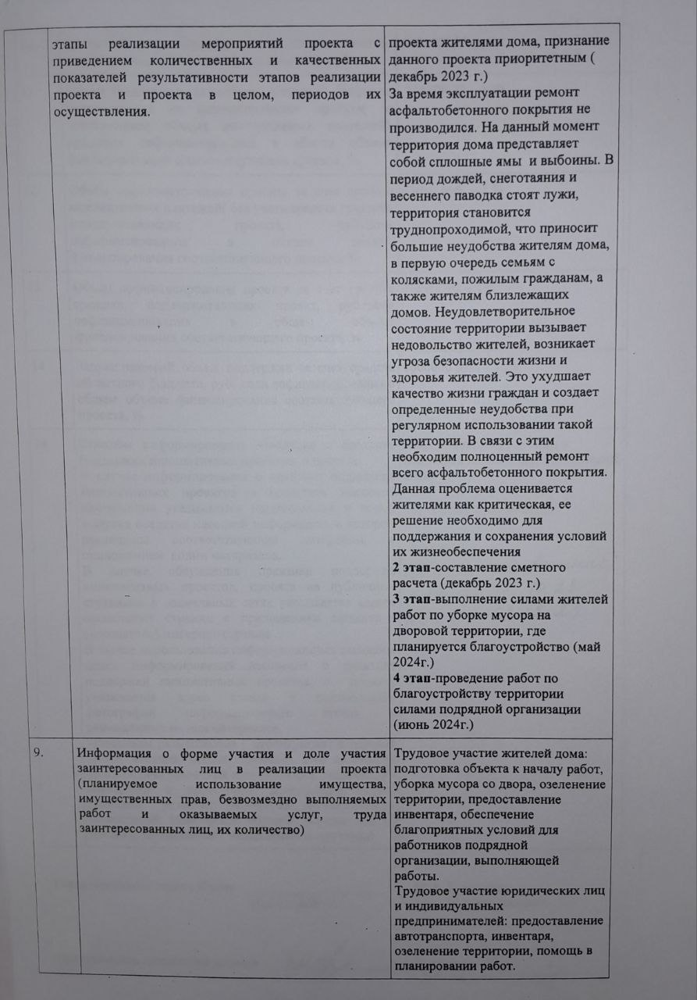 этапы реализации мероприятий проекта с
приведением количественных и качественных
показателей результативности этапов реализации
проекта и проекта в целом, периодов их
осуществления.
проекта жителями дома, признание
данного проекта приоритетным (
декабрь 2023 г.)
За время эксплуатации ремонт
асфальтобетонного покрытия не
производился. На данный момент
территория дома представляет
собой сплошные ямы и выбоины. В
период дождей, снеготаяния и
весеннего паводка стоят лужи,
территория становится
труднопроходимой, что приносит
большие неудобства жителям дома,
в первую очередь семьям с
колясками, пожилым гражданам, а
также жителям близлежащих
домов. Неудовлетворительное
состояние территории вызывает
недовольство жителей, возникает
угроза безопасности жизни и
здоровья жителей. Это ухудшает
качество жизни граждан и создает
определенные неудобства при
регулярном использовании такой
территории. В связи с этим
необходим полноценный ремонт
всего асфальтобетонного покрытия.
Данная проблема оценивается
жителями как критическая, ее
решение необходимо для
поддержания и сохранения условий
их жизнеобеспечения
2 этап-составление сметного
расчета (декабрь 2023 г.)
3 этап-выполнение силами жителей
работ по уборке мусора на
дворовой территории, где
планируется благоустройство (май
2024г.)
4 этап-проведение работ по
благоустройству территории
силами подрядной организации
(июнь 2024г.)
9.
Информация о форме участия и доле участия
заинтересованных лиц в реализации проекта
(планируемое использование имущества,
имущественных прав, безвозмездно выполняемых
работ и оказываемых услуг, труда
заинтересованных лиц, их количество)
Трудовое участие жителей дома:
подготовка объекта к началу работ,
уборка мусора со двора, озеленение
территории, предоставление
инвентаря, обеспечение
благоприятных условий для
работников подрядной
организации, выполняющей
работы.
Трудовое участие юридических лиц
и индивидуальных
предпринимателей: предоставление
автотранспорта, инвентаря,
озеленение территории, помощь в
планировании работ.